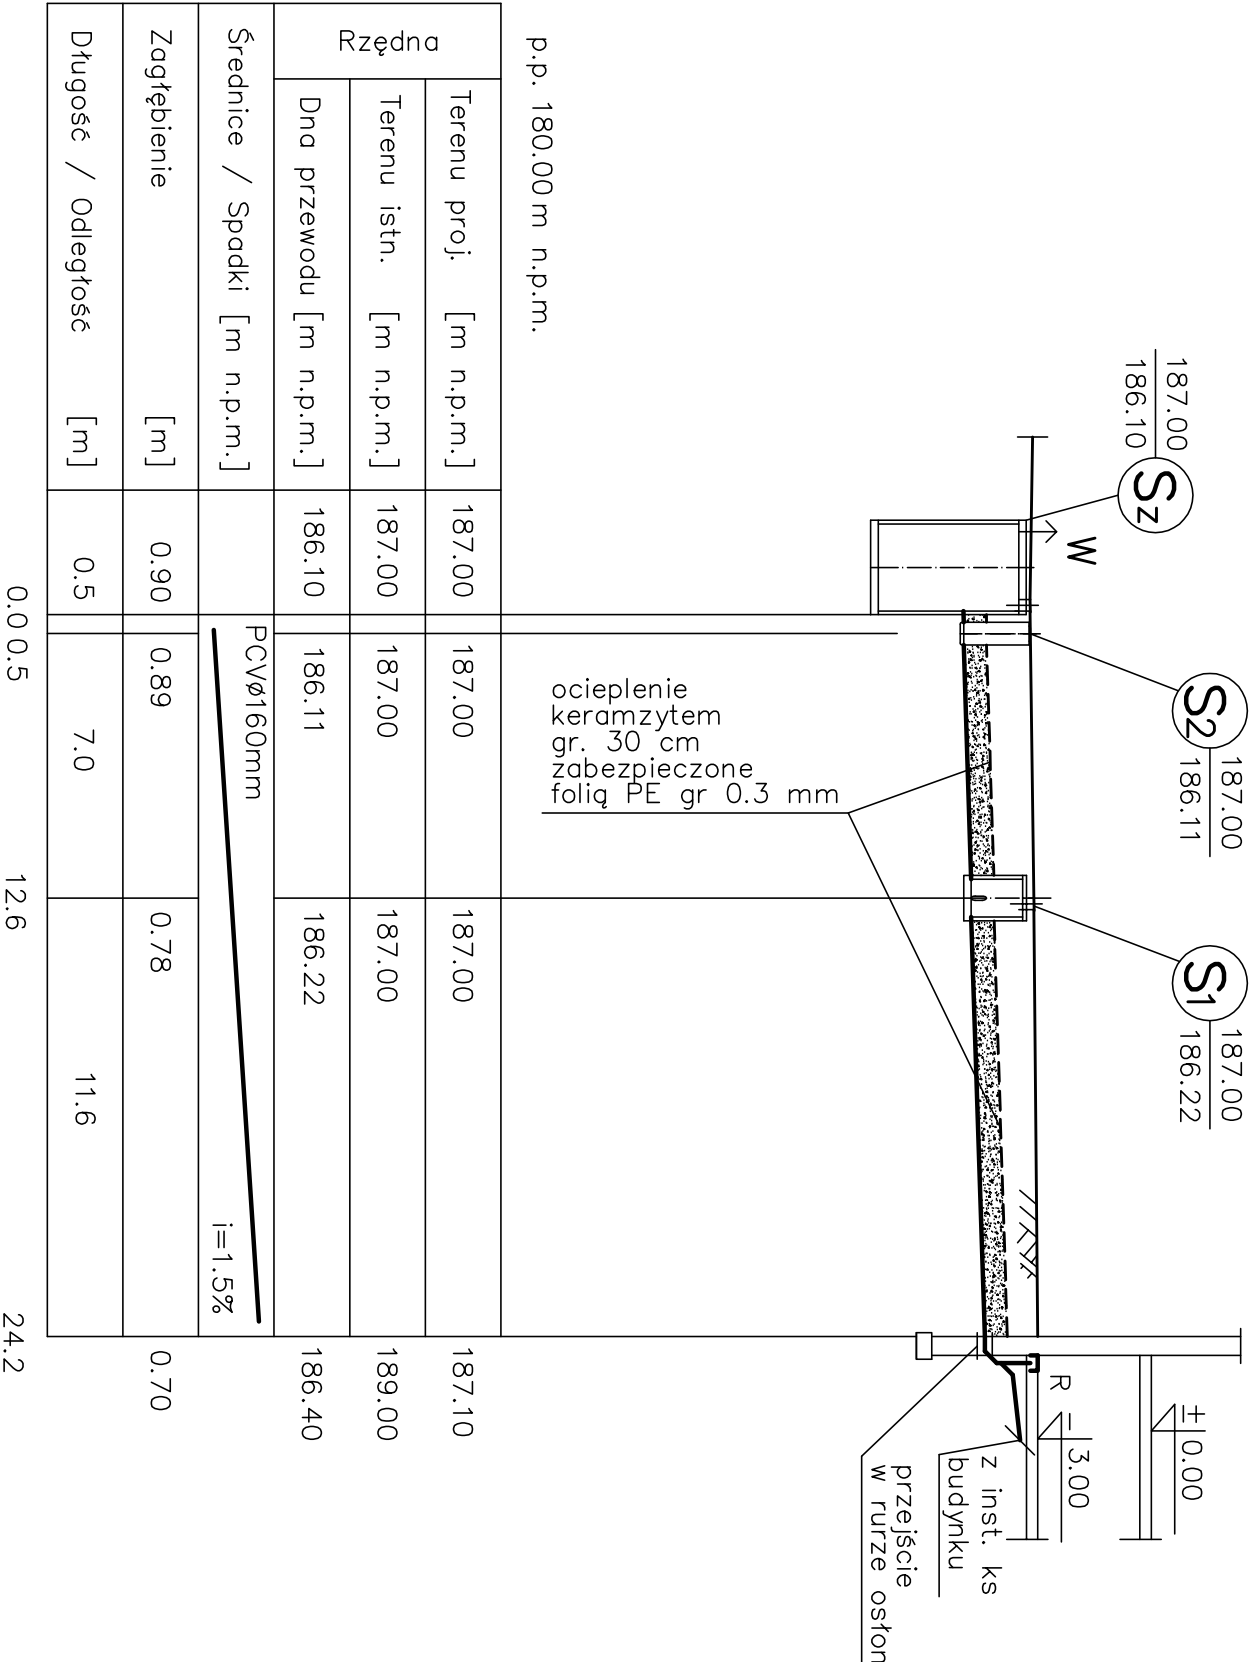 187.00
186.10
Sz
W
S2
187.00
186.11
S1
187.00
186.22
±0.00
-3.00
R
z inst. ks
budynku
przejście
w rurze osłon
ocieplenie
keramzytem
gr. 30 cm
zabezpieczone
folią PE gr 0.3 mm
p.p. 180.00 m n.p.m.
Rzędna
Terenu proj. [m n.p.m.] 187.00 187.00 187.00 187.10
Terenu istn. [m n.p.m.] 187.00 187.00 187.00 189.00
Dna przewodu [m n.p.m.] 186.10 186.11 186.22 186.40
Średnice / Spadki [m n.p.m.] PCVø160mm i=1.5%
Zagłębienie [m] 0.90 0.89 0.78 0.70
Długość / Odległość [m] 0.5 7.0 11.6
0.0 0.5 12.6 24.2